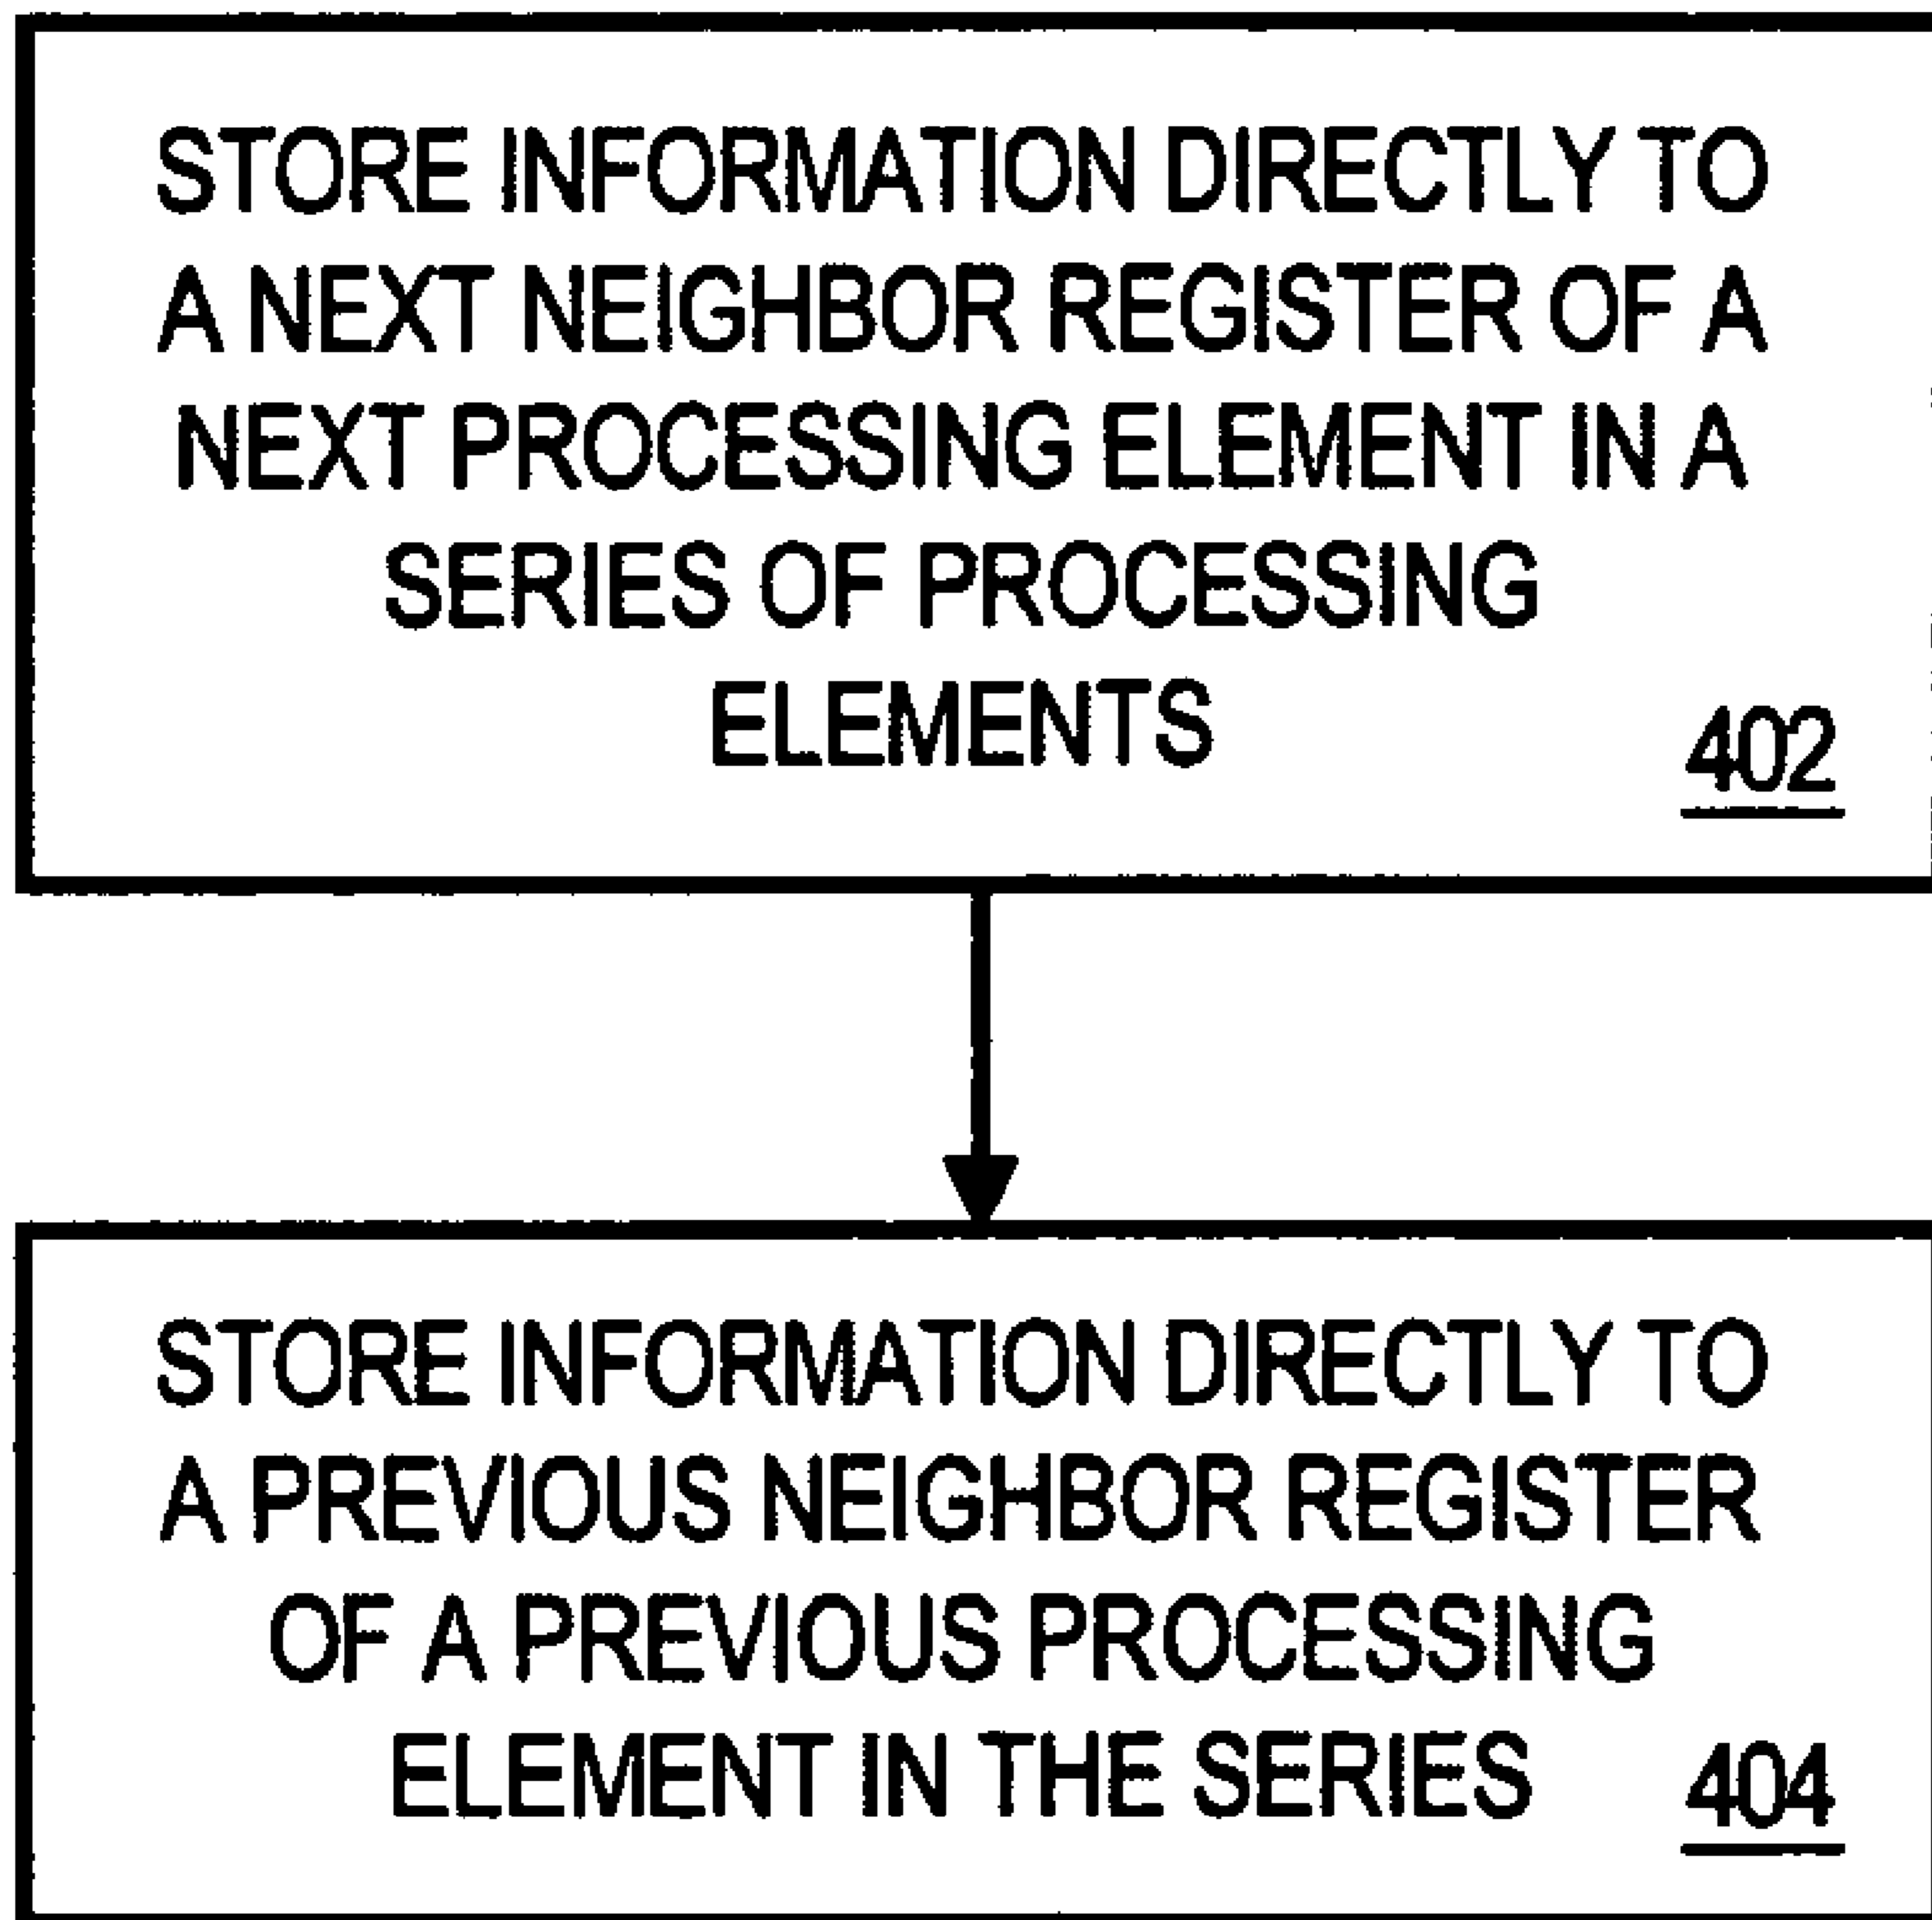 STORE INFORMATION DIRECTLY TO
A NEXT NEIGHBOR REGISTER OF A
NEXT PROCESSING ELEMENT IN A
SERIES OF PROCESSING
ELEMENTS
402
STORE INFORMATION DIRECTLY TO
A PREVIOUS NEIGHBOR REGISTER
OF A PREVIOUS PROCESSING
ELEMENT IN THE SERIES
404